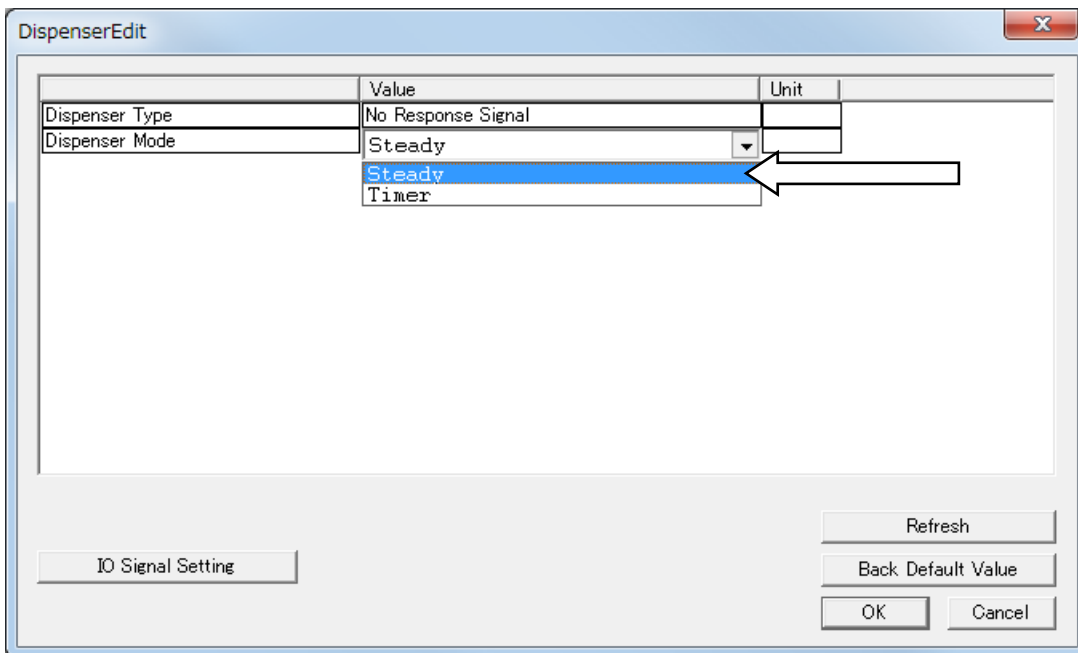 DispenserEdit
Value Unit
Dispenser Type No Response Signal
Dispenser Mode Steady
Steady
Timer
Refresh
IO Signal Setting
Back Default Value
OK Cancel